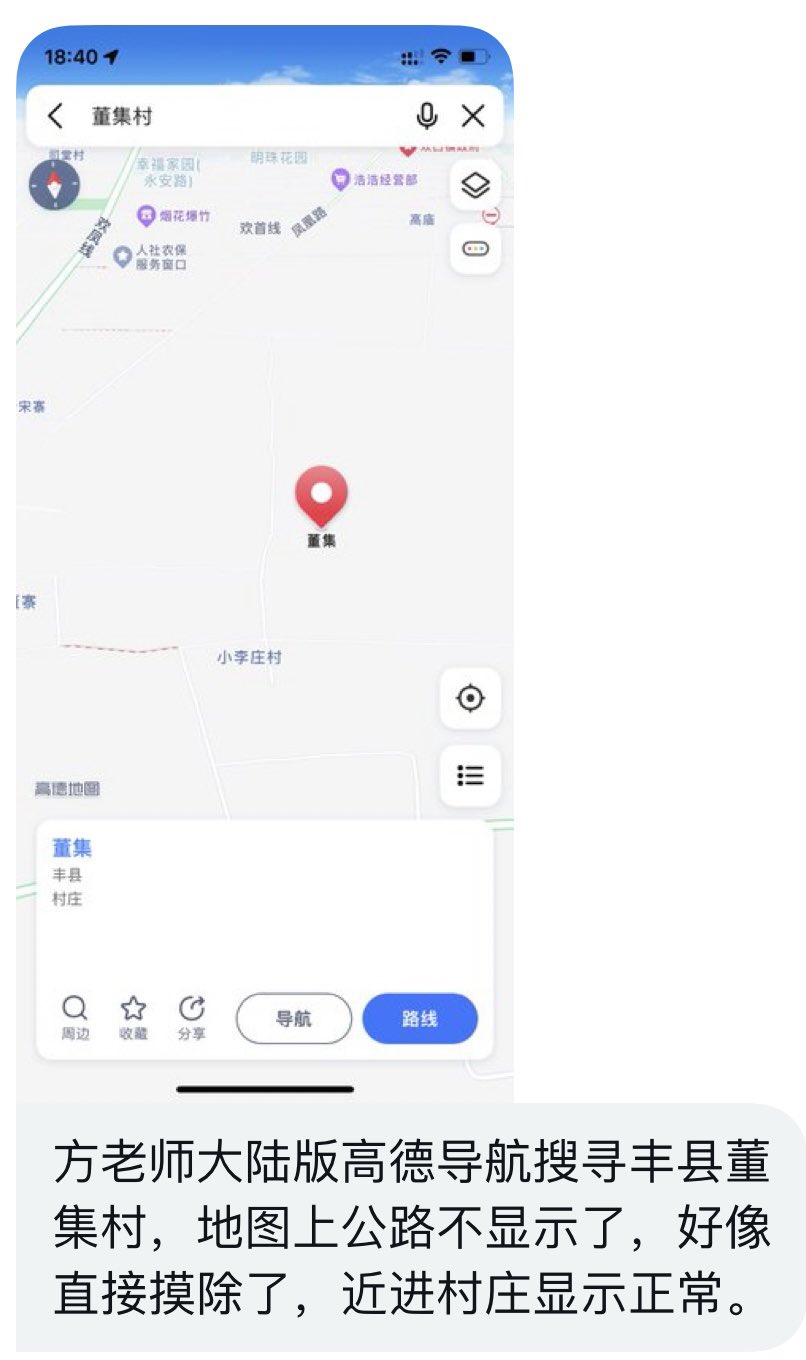 18:40
董集村
司堂村
幸福家园(
永安路)
明珠花园
浩浩经营部
烟花爆竹
欢首线
凤凰路
高庙
欢凤线
人社农保
服务窗口
宋寨
董集
寨
小李庄村
高德地图
董集
丰县
村庄
周边
收藏
分享
导航
路线
方老师大陆版高德导航搜寻丰县董
集村，地图上公路不显示了，好像
直接摸除了，近进村庄显示正常。